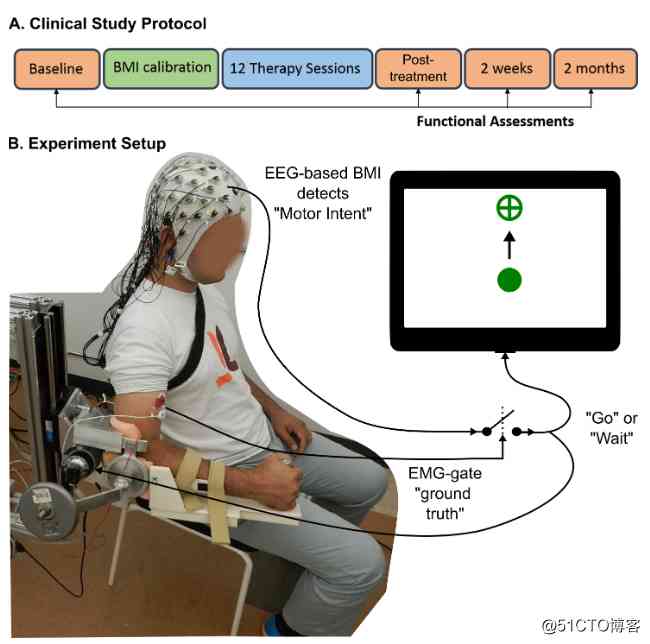 A. Clinical Study Protocol
Baseline
BMI calibration
12 Therapy Sessions
Post-
treatment
2 weeks
2 months
Functional Assessments
B. Experiment Setup
EEG-based BMI
detects
"Motor Intent"
"Go" or
"Wait"
EMG-gate
"ground
truth"
@51CTO博客